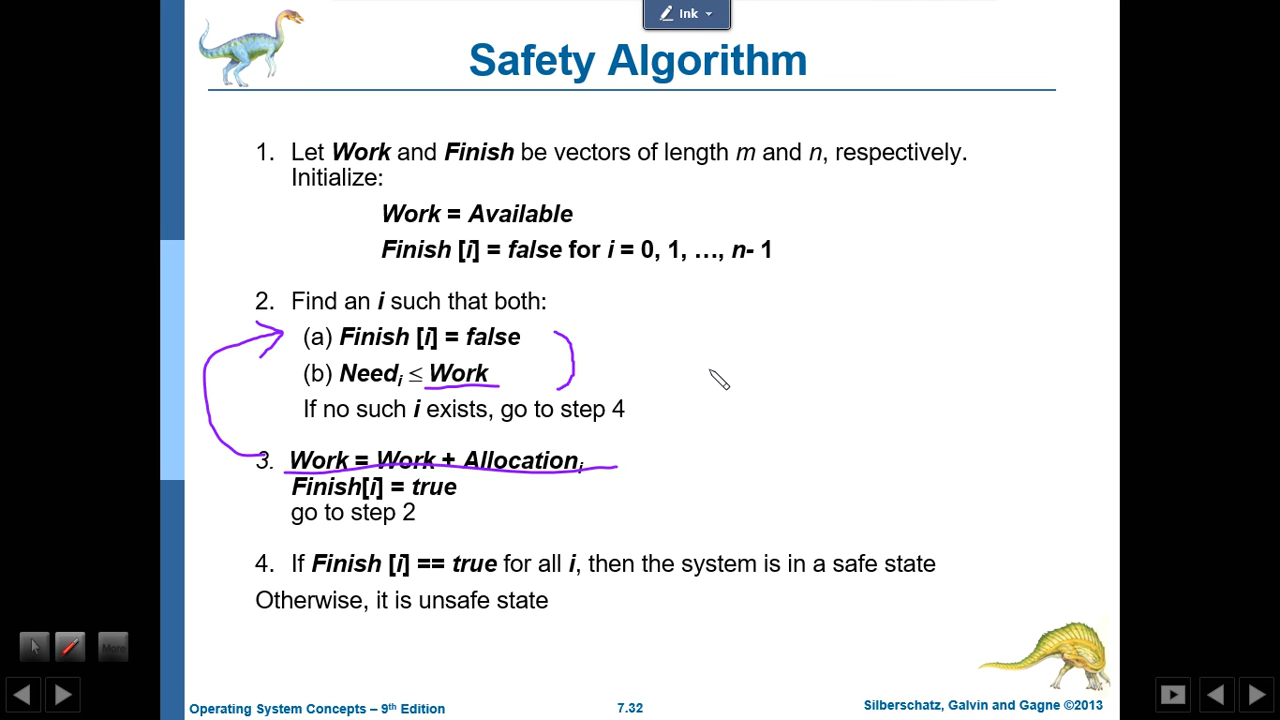 Ink
Safety Algorithm
1. Let Work and Finish be vectors of length m and n, respectively.
Initialize:
Work = Available
Finish [i] = false for i = 0, 1, …, n- 1
2. Find an i such that both:
(a) Finish [i] = false
(b) Needi ≤ Work
If no such i exists, go to step 4
3. Work = Work + Allocationi
Finish[i] = true
go to step 2
4. If Finish [i] == true for all i, then the system is in a safe state
Otherwise, it is unsafe state
More
Operating System Concepts – 9th Edition
7.32
Silberschatz, Galvin and Gagne ©2013